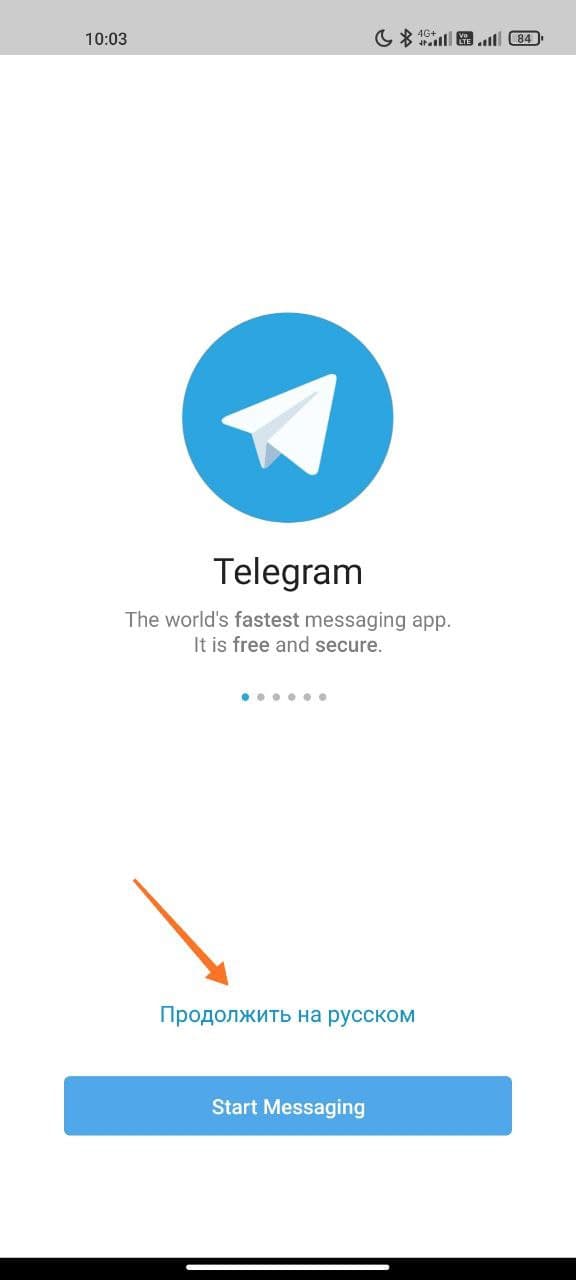 10:03
4G+
Vo
LTE
84
Telegram
The world's fastest messaging app.
It is free and secure.
Продолжить на русском
Start Messaging